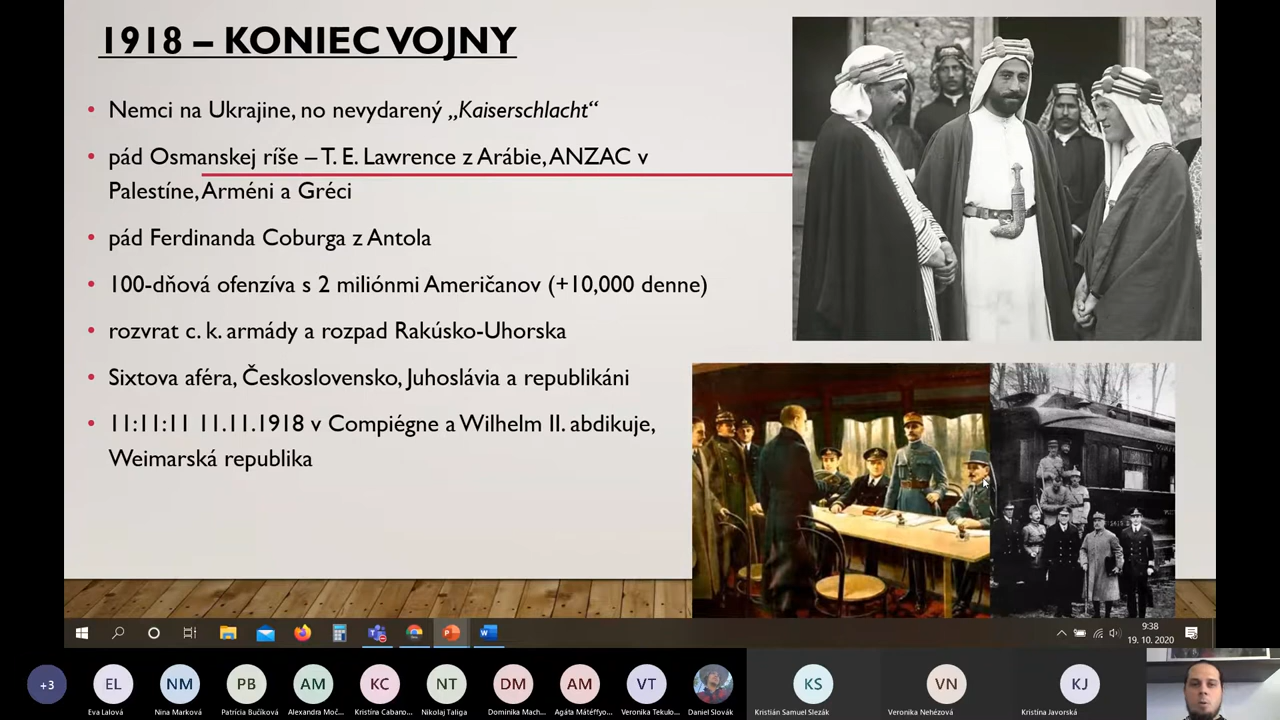 1918 – KONIEC VOJNY
• Nemci na Ukrajine, no nevydarený „Kaiserschlacht“
• pád Osmanskej ríše – T. E. Lawrence z Arábie, ANZAC v
Palestíne, Arméni a Gréci
• pád Ferdinanda Coburga z Antola
• 100-dňová ofenzíva s 2 miliónmi Američanov (+10,000 denne)
• rozvrat c. k. armády a rozpad Rakúsko-Uhorska
• Sixtova aféra, Československo, Juhoslávia a republikáni
• 11:11:11 11.11.1918 v Compiégne a Wilhelm II. abdikuje,
Weimarská republika
9:38
19. 10. 2020
+3 EL NM PB AM KC NT DM AM VT KS VN KJ
Eva Lalová Nina Marková Patrícia Bučíková Alexandra Moč... Kristína Cabano... Nikolaj Taliga Dominika Mach... Agáta Mátéffyo... Veronika Tekulo... Daniel Slovák Kristián Samuel Slezák Veronika Nehézová Kristína Javorská